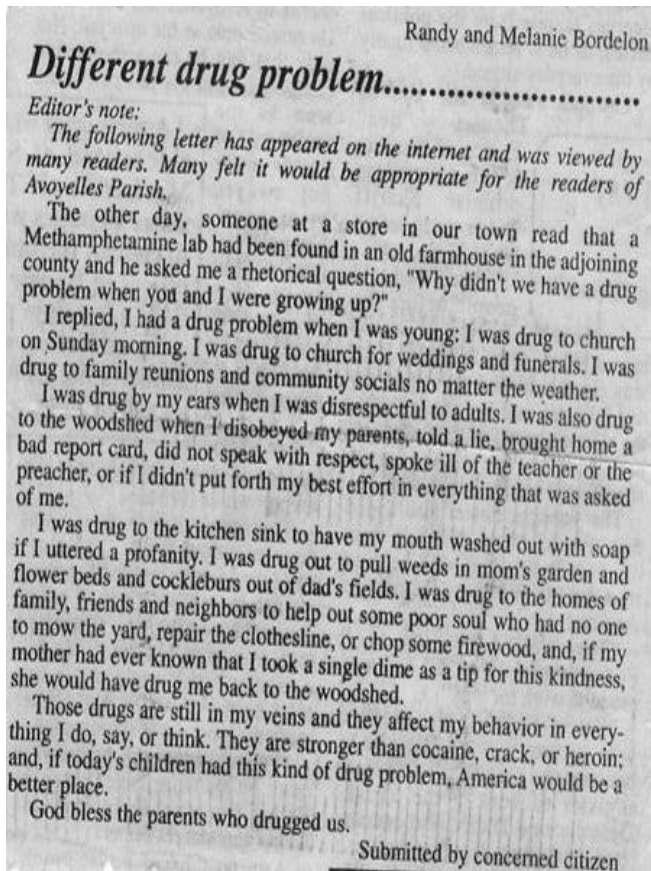 Randy and Melanie Bordelon
Different drug problem............................
Editor's note:
The following letter has appeared on the internet and was viewed by
many readers. Many felt it would be appropriate for the readers of
Avoyelles Parish.
The other day, someone at a store in our town read that a
Methamphetamine lab had been found in an old farmhouse in the adjoining
county and he asked me a rhetorical question, "Why didn't we have a drug
problem when you and I were growing up?"
I replied, I had a drug problem when I was young: I was drug to church
on Sunday morning. I was drug to church for weddings and funerals. I was
drug to family reunions and community socials no matter the weather.
I was drug by my ears when I was disrespectful to adults. I was also drug
to the woodshed when I disobeyed my parents, told a lie, brought home a
bad report card, did not speak with respect, spoke ill of the teacher or the
preacher, or if I didn't put forth my best effort in everything that was asked
of me.
I was drug to the kitchen sink to have my mouth washed out with soap
if I uttered a profanity. I was drug out to pull weeds in mom's garden and
flower beds and cockleburs out of dad's fields. I was drug to the homes of
family, friends and neighbors to help out some poor soul who had no one
to mow the yard, repair the clothesline, or chop some firewood, and, if my
mother had ever known that I took a single dime as a tip for this kindness,
she would have drug me back to the woodshed.
Those drugs are still in my veins and they affect my behavior in every-
thing I do, say, or think. They are stronger than cocaine, crack, or heroin;
and, if today's children had this kind of drug problem, America would be a
better place.
God bless the parents who drugged us.
Submitted by concerned citizen